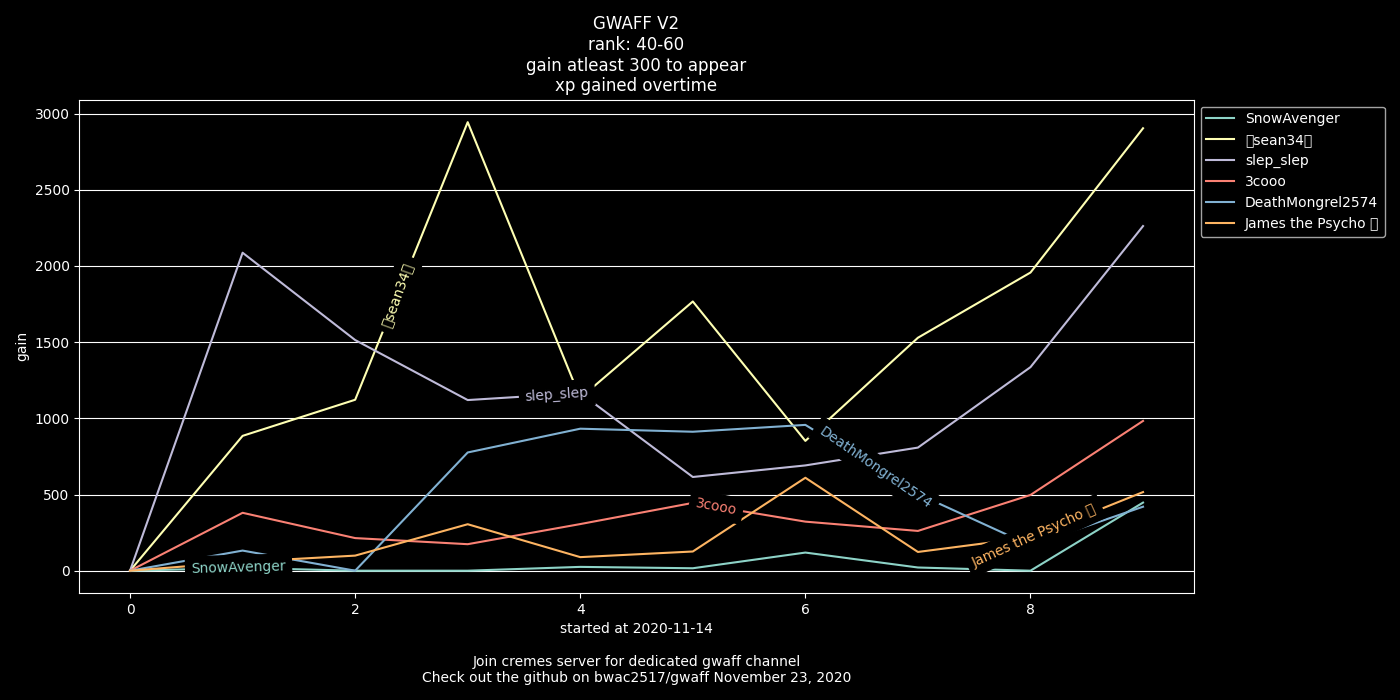 GWAFF V2
rank: 40-60
gain atleast 300 to appear
xp gained overtime
3000
2500
2000
1500
1000
500
0
gain
0 2 4 6 8
started at 2020-11-14
sean34
slep_slep
DeathMongrel2574
3cooo
James the Psycho
SnowAvenger
SnowAvenger
sean34
slep_slep
3cooo
DeathMongrel2574
James the Psycho
Join cremes server for dedicated gwaff channel
Check out the github on bwac2517/gwaff November 23, 2020